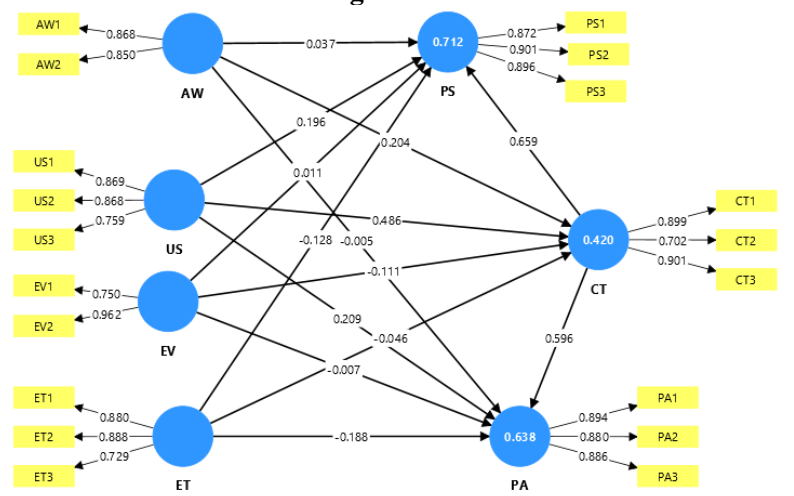 AW1
0.868
AW2
0.850
AW
0.037
0.712
PS
0.872
PS1
0.901
PS2
0.896
PS3
0.196
0.204
0.659
0.011
US1
0.869
US2
0.868
US3
0.759
US
0.486
-0.128
-0.005
-0.111
0.420
CT
0.899
CT1
0.702
CT2
0.901
CT3
EV1
0.750
EV2
0.962
EV
0.209
-0.046
-0.007
0.596
ET1
0.880
ET2
0.888
ET3
0.729
ET
-0.188
0.638
PA
0.894
PA1
0.880
PA2
0.886
PA3